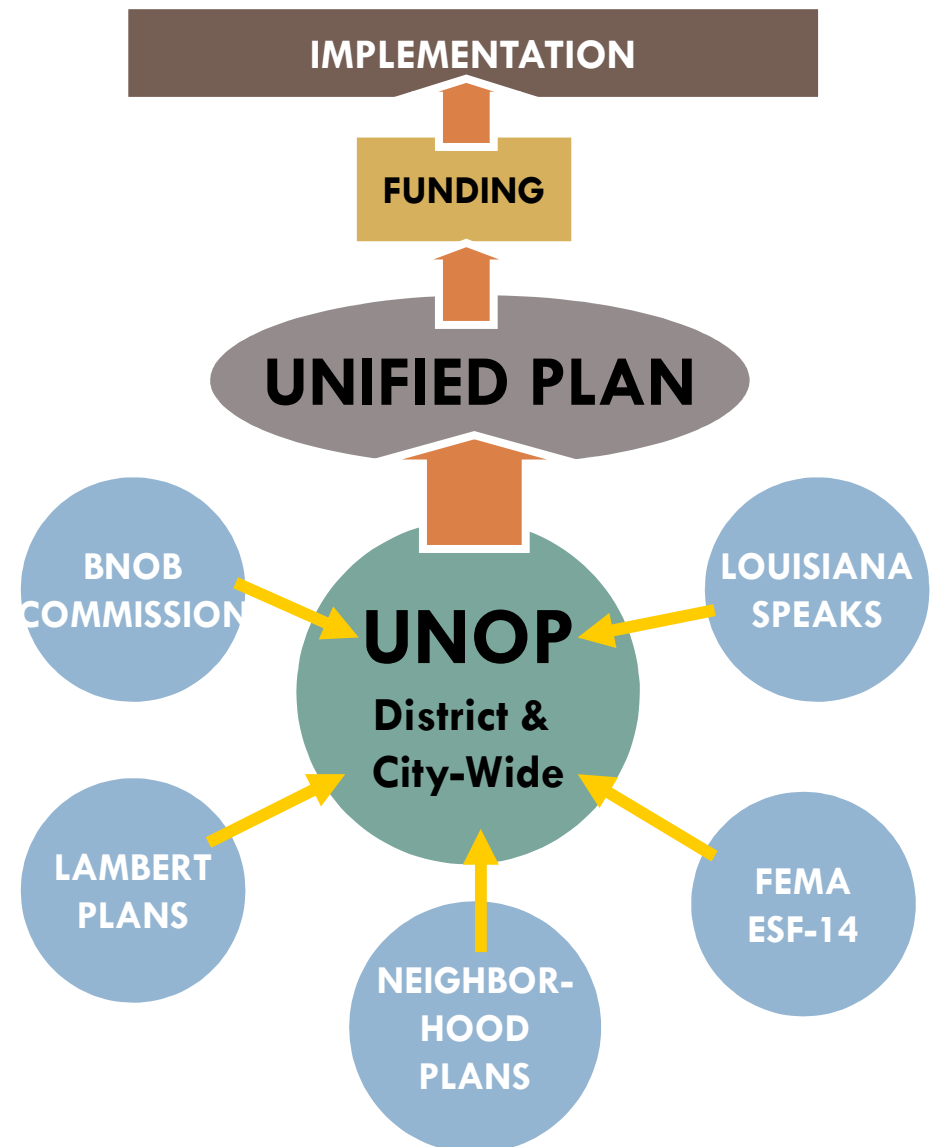 IMPLEMENTATION
FUNDING
UNIFIED PLAN
BNOB
COMMISSION
LOUISIANA
SPEAKS
UNOP
District &
City-Wide
LAMBERT
PLANS
FEMA
ESF-14
NEIGHBOR-
HOOD
PLANS